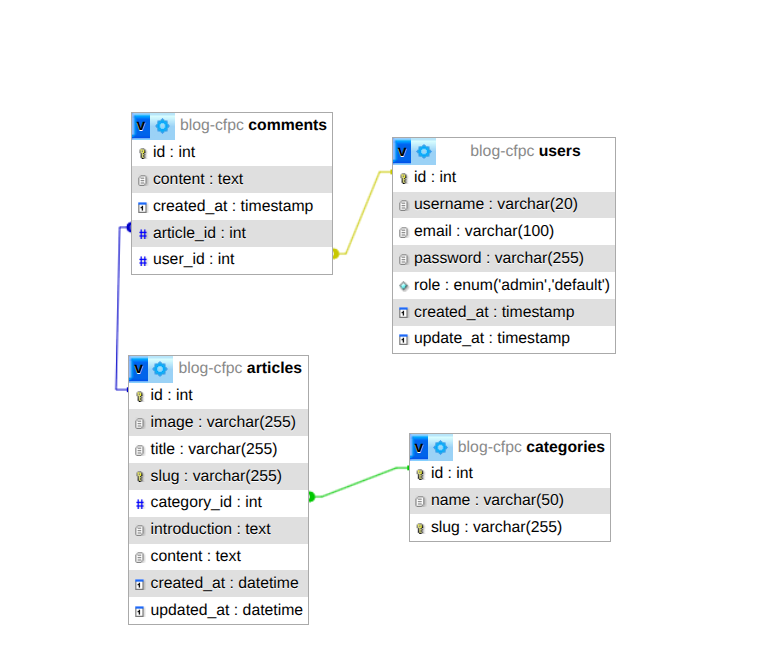 v blog-cfpc comments
id : int
content : text
created_at : timestamp
# article_id : int
# user_id : int
v blog-cfpc users
id : int
username : varchar(20)
email : varchar(100)
password : varchar(255)
role : enum('admin','default')
created_at : timestamp
update_at : timestamp
v blog-cfpc articles
id : int
image : varchar(255)
title : varchar(255)
slug : varchar(255)
# category_id : int
introduction : text
content : text
created_at : datetime
updated_at : datetime
v blog-cfpc categories
id : int
name : varchar(50)
slug : varchar(255)